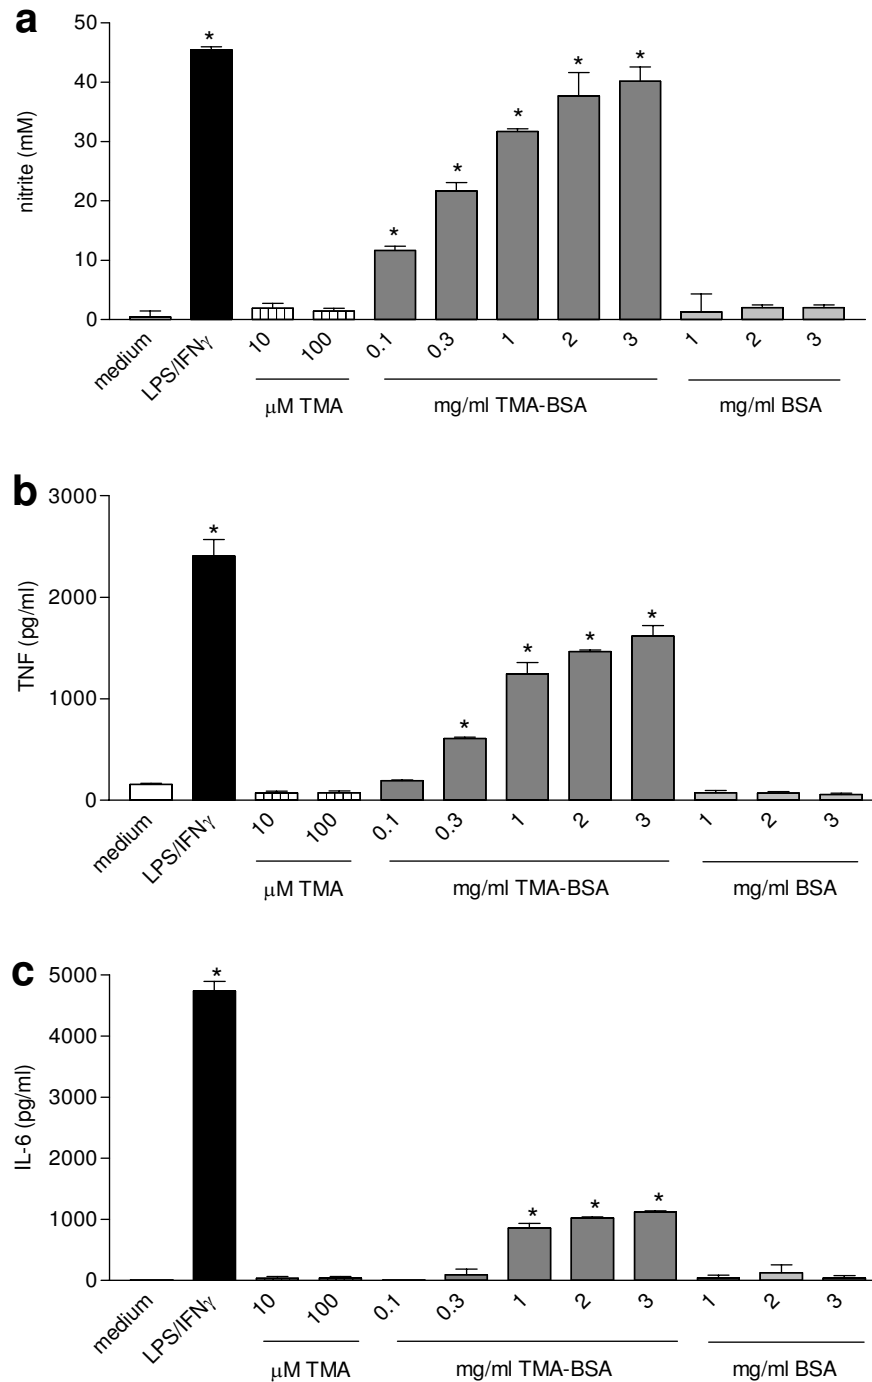 a
50
40
30
20
10
0
nitrite (mM)
* * * * * *
medium LPS/IFNγ 10 100 0.1 0.3 1 2 3 1 2 3
μM TMA mg/ml TMA-BSA mg/ml BSA
b
3000
2000
1000
0
TNF (pg/ml)
* * * * *
medium LPS/IFNγ 10 100 0.1 0.3 1 2 3 1 2 3
μM TMA mg/ml TMA-BSA mg/ml BSA
c
5000
4000
3000
2000
1000
0
IL-6 (pg/ml)
* * * *
medium LPS/IFNγ 10 100 0.1 0.3 1 2 3 1 2 3
μM TMA mg/ml TMA-BSA mg/ml BSA